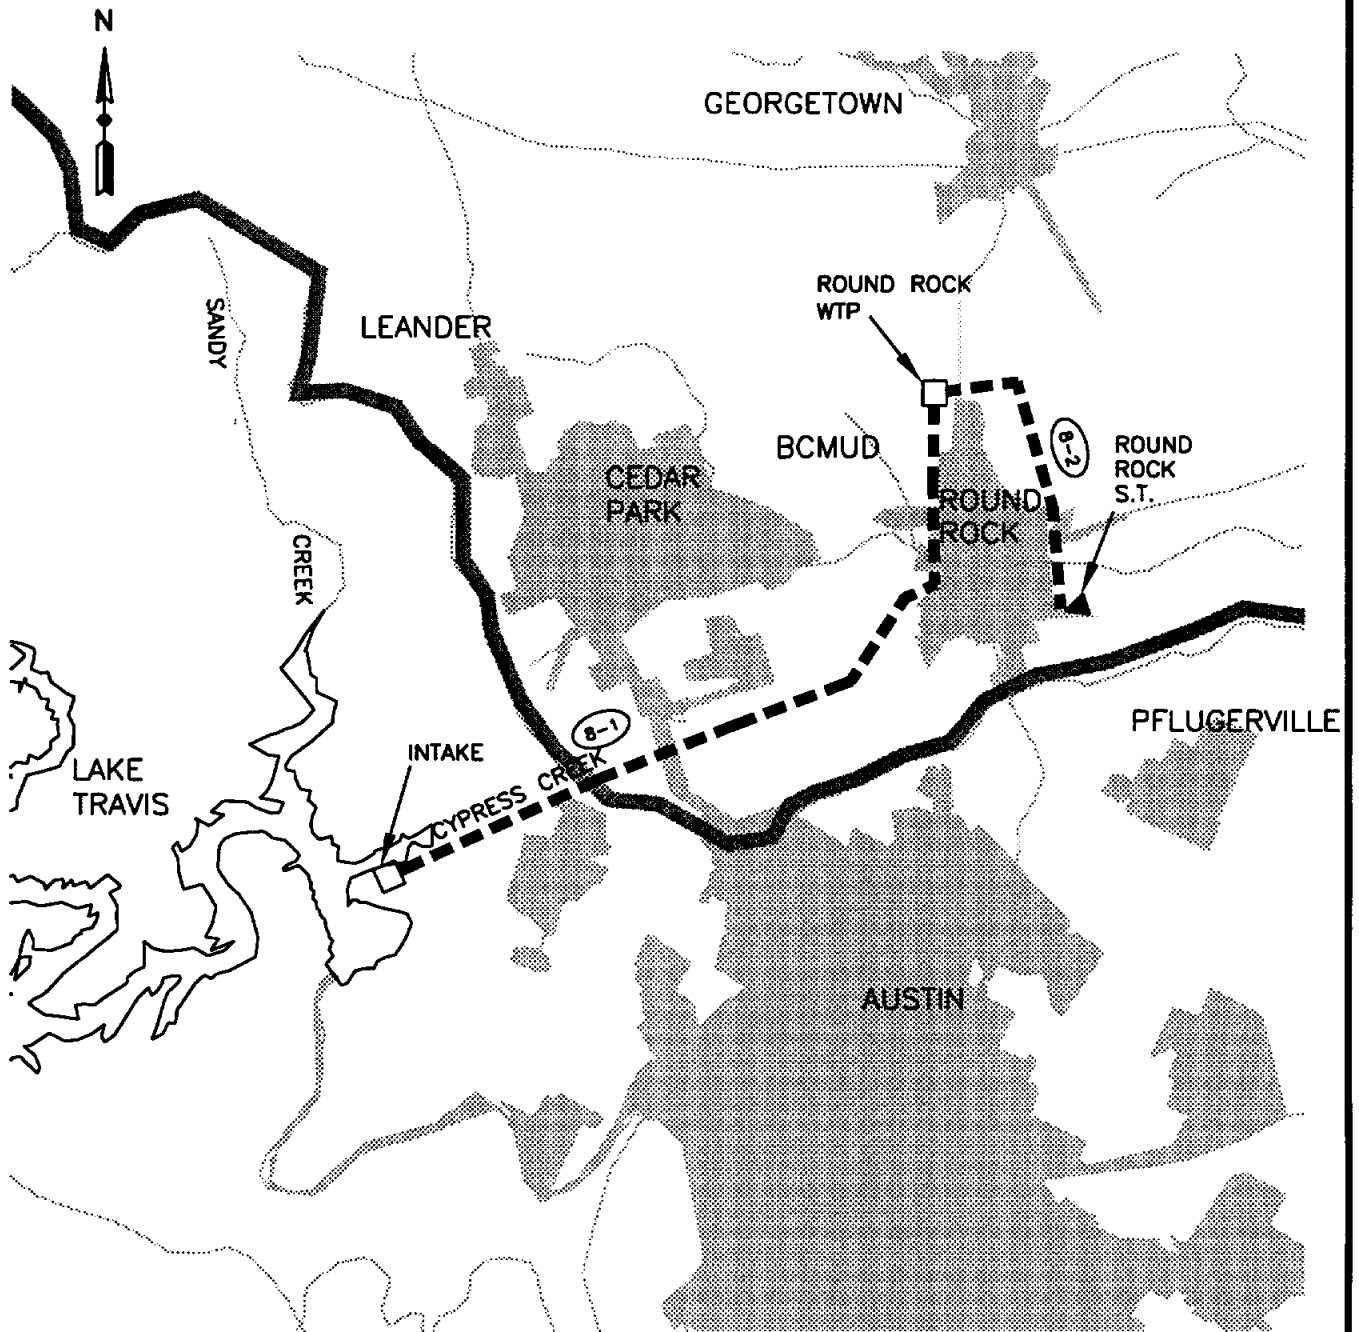 N
GEORGETOWN
ROUND ROCK
WTP
SANDY
LEANDER
8-2
BCMUD
ROUND
ROCK
S.T.
CEDAR
PARK
ROUND
ROCK
CREEK
8-1
PFLUGERVILLE
INTAKE
LAKE
TRAVIS
CYPRESS CREEK
AUSTIN